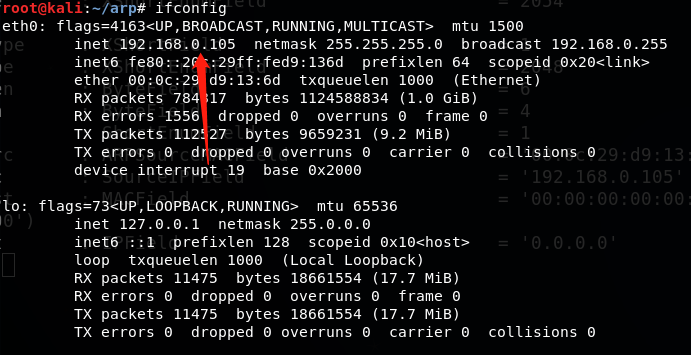 root@kali:~/arp# ifconfig
eth0: flags=4163<UP,BROADCAST,RUNNING,MULTICAST>  mtu 1500
        inet 192.168.0.105  netmask 255.255.255.0  broadcast 192.168.0.255
        inet6 fe80::20c:29ff:fed9:136d  prefixlen 64  scopeid 0x20<link>
        ether 00:0c:29:d9:13:6d  txqueuelen 1000  (Ethernet)
        RX packets 784817  bytes 1124588834 (1.0 GiB)
        RX errors 1556  dropped 0  overruns 0  frame 0
        TX packets 112527  bytes 9659231 (9.2 MiB)
        TX errors 0  dropped 0 overruns 0  carrier 0  collisions 0
        device interrupt 19  base 0x2000
lo: flags=73<UP,LOOPBACK,RUNNING>  mtu 65536
        inet 127.0.0.1  netmask 255.0.0.0
        inet6 ::1  prefixlen 128  scopeid 0x10<host>
        loop  txqueuelen 1000  (Local Loopback)
        RX packets 11475  bytes 18661554 (17.7 MiB)
        RX errors 0  dropped 0  overruns 0  frame 0
        TX packets 11475  bytes 18661554 (17.7 MiB)
        TX errors 0  dropped 0 overruns 0  carrier 0  collisions 0